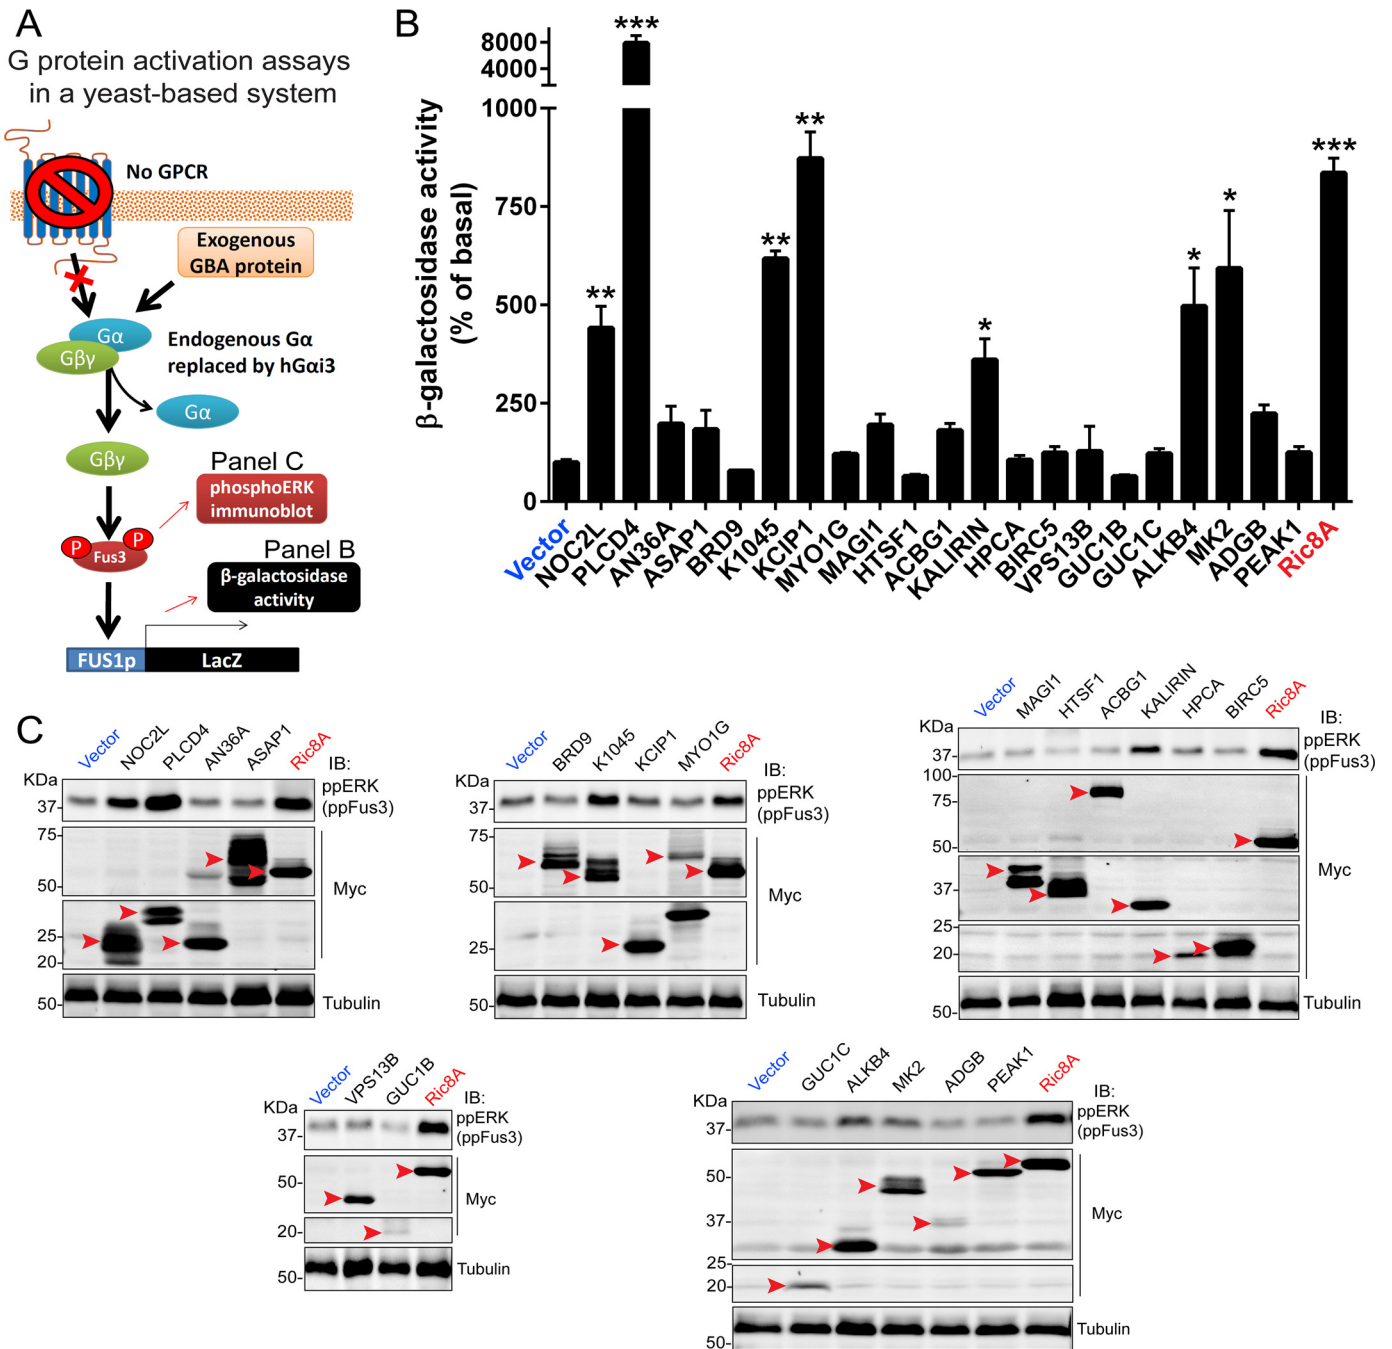 A
G protein activation assays
in a yeast-based system
No GPCR
Exogenous
GBA protein
Gα
Gβγ
Endogenous Gα
replaced by hGαi3
Gα
Gβγ
Panel C
phosphoERK
immunoblot
P
P
Fus3
Panel B
β-galactosidase
activity
FUS1p
LacZ
B
β-galactosidase activity
(% of basal)
8000
4000
1000
750
500
250
0
***
**
**
**
*
*
*
***
Vector
NOC2L
PLCD4
AN36A
ASAP1
BRD9
K1045
KCIP1
MYO1G
MAGI1
HTSF1
ACBG1
KALIRIN
HPCA
BIRC5
VPS13B
GUC1B
GUC1C
ALKB4
MK2
ADGB
PEAK1
Ric8A
C
Vector NOC2L PLCD4 AN36A ASAP1 Ric8A
KDa
IB:
37-
ppERK
(ppFus3)
75-
50-
Myc
25-
20-
50-
Tubulin
Vector BRD9 K1045 KCIP1 MYO1G Ric8A
KDa
IB:
37-
ppERK
(ppFus3)
75-
50-
Myc
25-
50-
Tubulin
Vector MAGI1 HTSF1 ACBG1 KALIRIN HPCA BIRC5 Ric8A
KDa
IB:
37-
ppERK
(ppFus3)
100-
75-
50-
Myc
37-
25-
25-
20-
50-
Tubulin
Vector VPS13B GUC1B Ric8A
KDa
IB:
37-
ppERK
(ppFus3)
50-
Myc
20-
50-
Tubulin
Vector GUC1C ALKB4 MK2 ADGB PEAK1 Ric8A
KDa
IB:
37-
ppERK
(ppFus3)
50-
37-
Myc
25-
25-
20-
50-
Tubulin